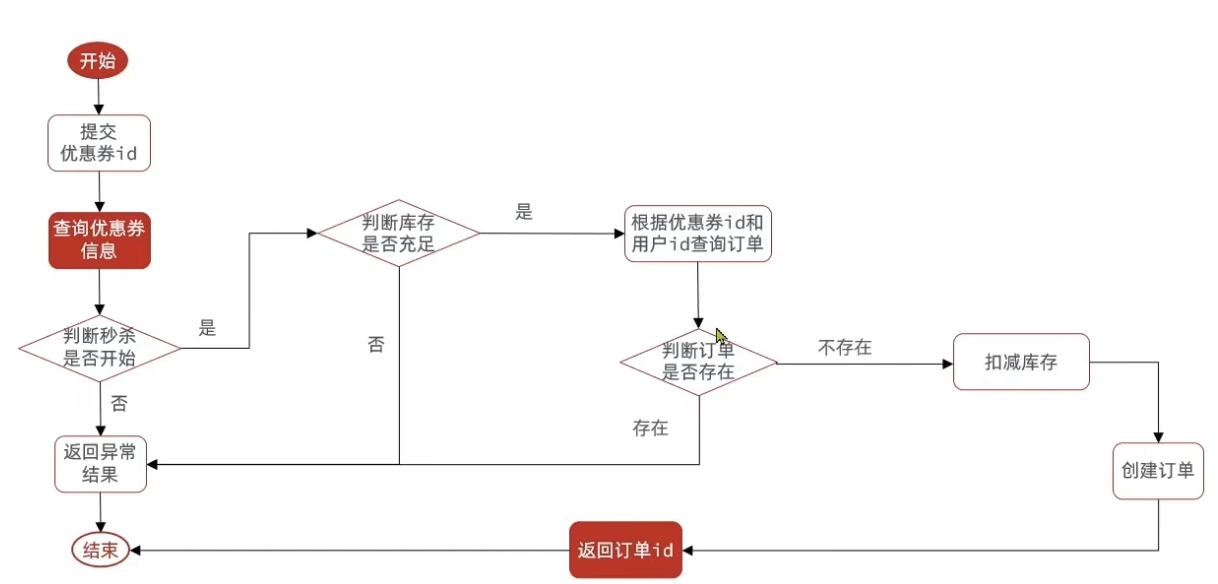 开始
提交
优惠券id
查询优惠券
信息
判断秒杀
是否开始
是
否
返回异常
结果
结束
判断库存
是否充足
是
否
根据优惠券id和
用户id查询订单
判断订单
是否存在
不存在
存在
扣减库存
创建订单
返回订单id